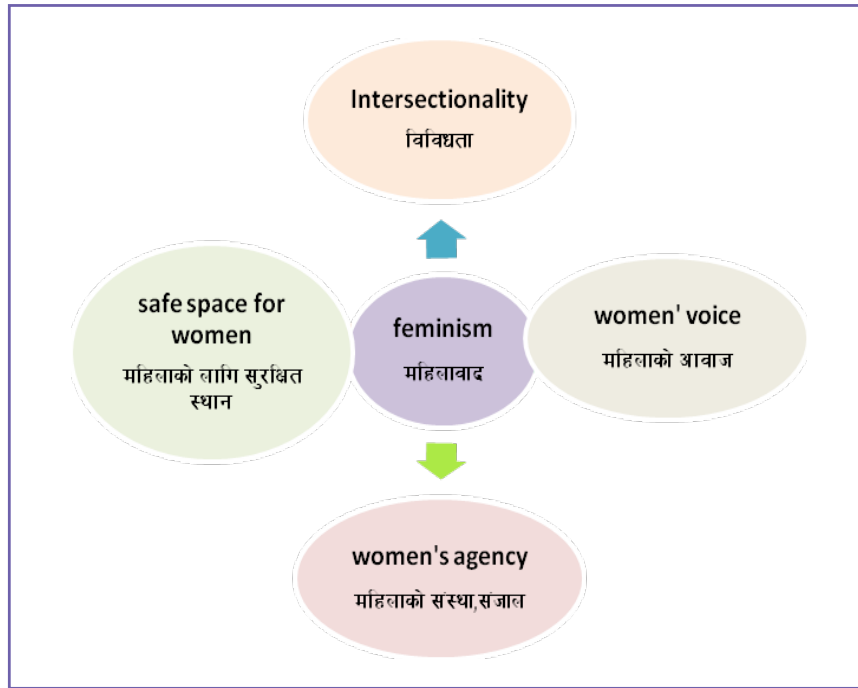 Intersectionality
विविधता
safe space for
women
महिलाको लागि सुरक्षित
स्थान
feminism
महिलावाद
women' voice
महिलाको आवाज
women's agency
महिलाको संस्था,संजाल